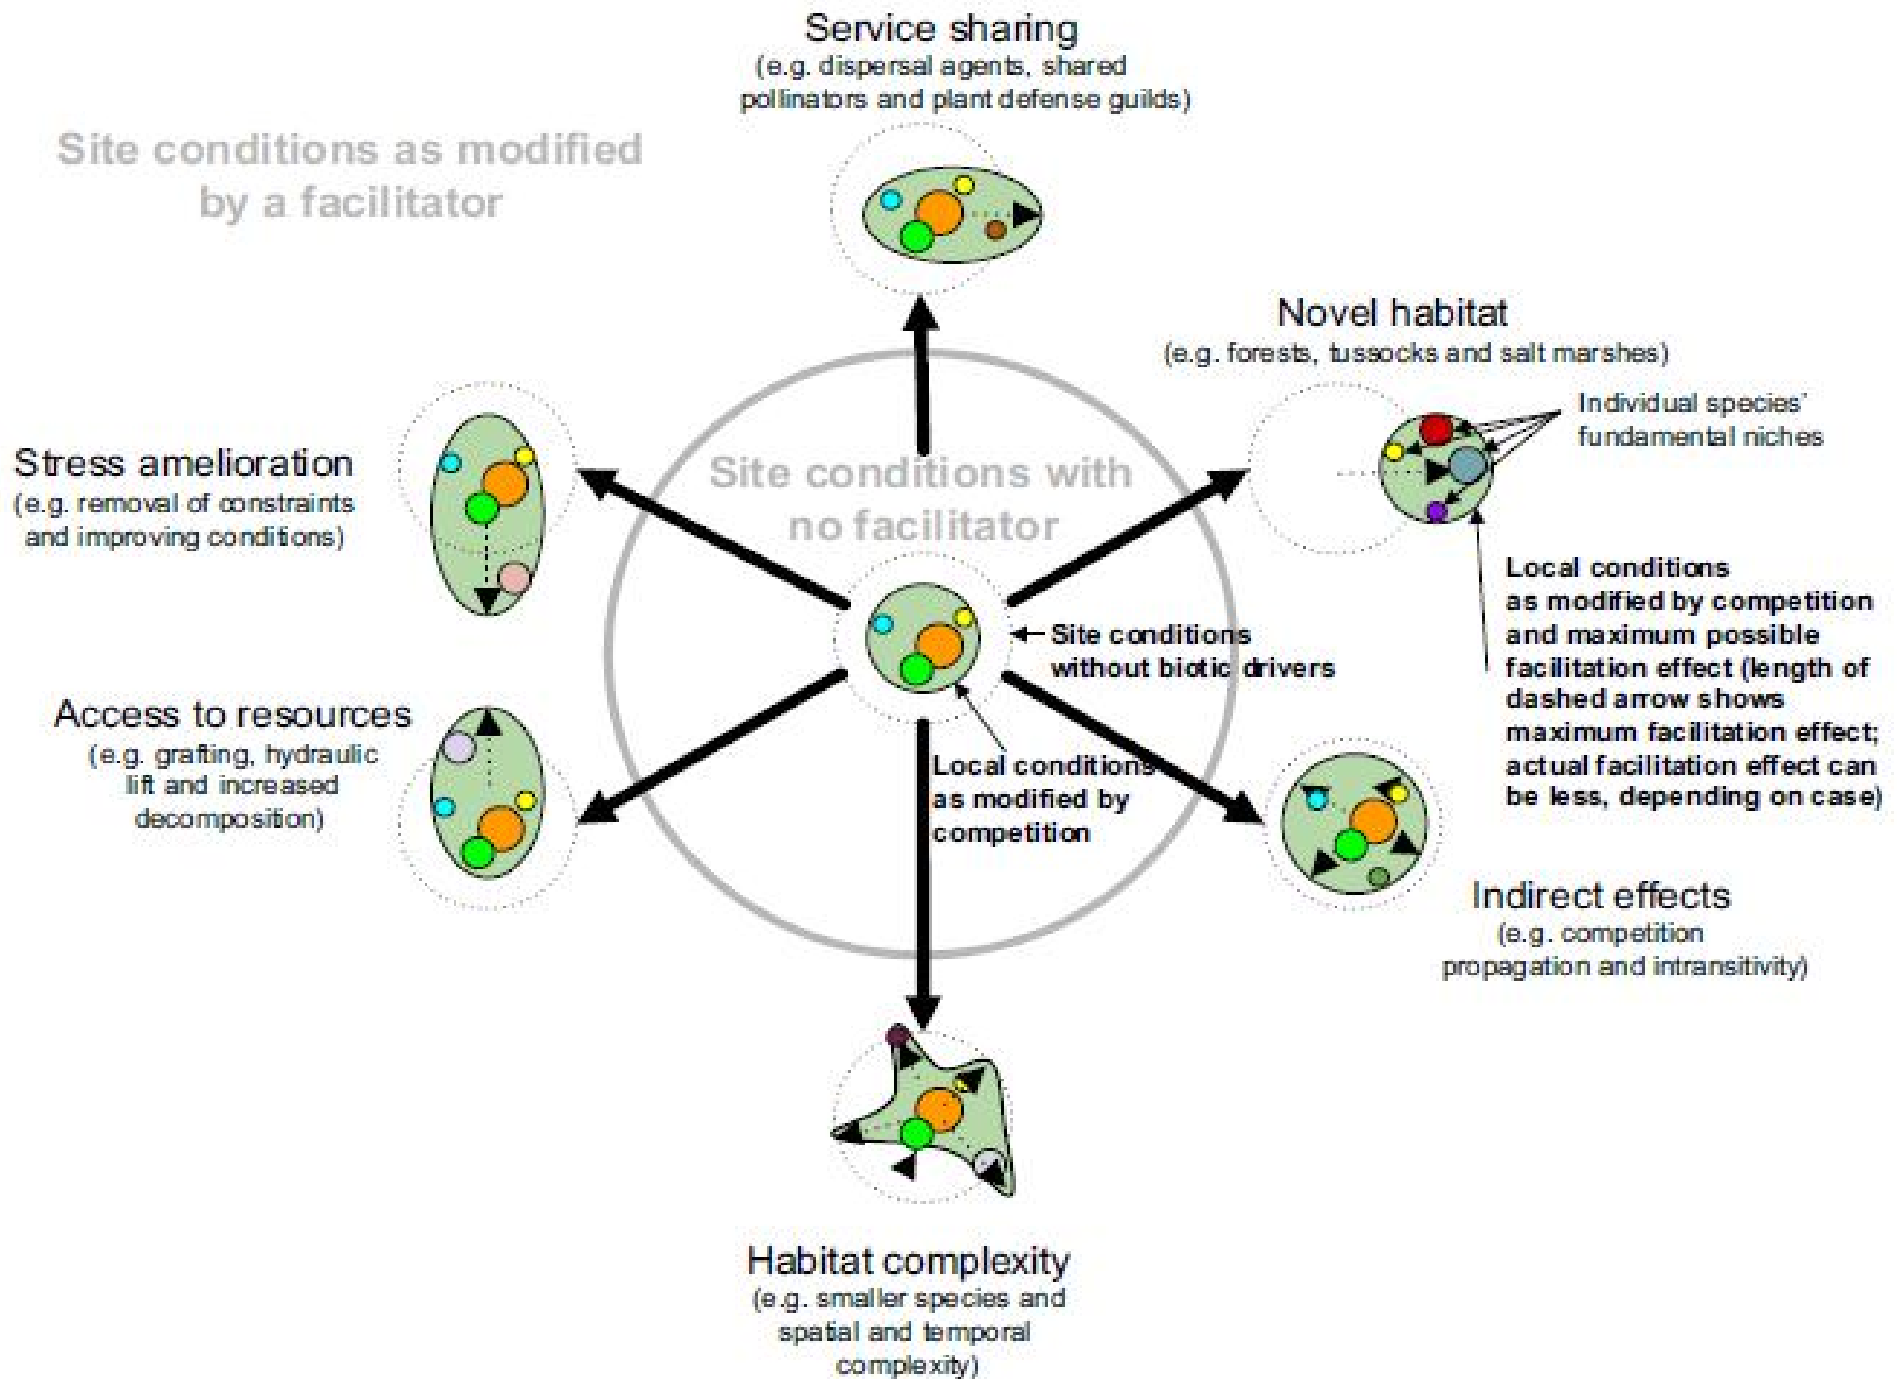 Service sharing
(e.g. dispersal agents, shared
pollinators and plant defense guilds)
Site conditions as modified
by a facilitator
Novel habitat
(e.g. forests, tussocks and salt marshes)
Individual species'
fundamental niches
Stress amelioration
(e.g. removal of constraints
and improving conditions)
Site conditions with
no facilitator
Local conditions
as modified by competition
and maximum possible
facilitation effect (length of
dashed arrow shows
maximum facilitation effect;
actual facilitation effect can
be less, depending on case)
Site conditions
without biotic drivers
Access to resources
(e.g. grafting, hydraulic
lift and increased
decomposition)
Local conditions
as modified by
competition
Indirect effects
(e.g. competition
propagation and intransitivity)
Habitat complexity
(e.g. smaller species and
spatial and temporal
complexity)